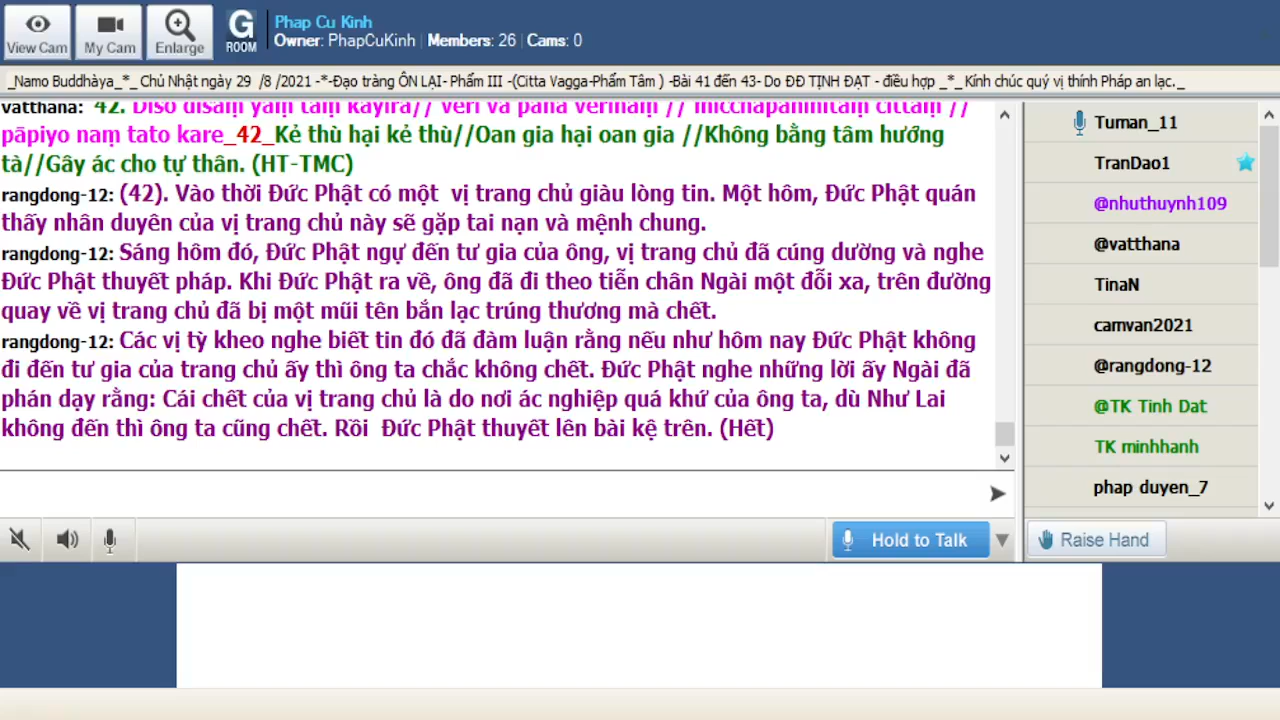 View Cam
My Cam
Enlarge
G
ROOM
Phap Cu Kinh
Owner: PhapCuKinh | Members: 26 | Cams: 0
_Namo Buddhàya_*_ Chủ Nhật ngày 29 /8 /2021 -*-Đạo tràng ÔN LẠI- Phẩm III -(Citta Vagga-Phẩm Tâm ) -Bài 41 đến 43- Do ĐĐ TỊNH ĐẠT - điều hợp _*_Kính chúc quý vị thính Pháp an lạc._
vatthana: 42. Diso disaṃ yaṃ taṃ kayirā// verī vā pana verinaṃ // micchāpaṇihitaṃ cittaṃ //
pāpiyo naṃ tato kare_42_Kẻ thù hại kẻ thù//Oan gia hại oan gia //Không bằng tâm hướng
tà//Gây ác cho tự thân. (HT-TMC)
rangdong-12: (42). Vào thời Đức Phật có một vị trang chủ giàu lòng tin. Một hôm, Đức Phật quán
thấy nhân duyên của vị trang chủ này sẽ gặp tai nạn và mệnh chung.
rangdong-12: Sáng hôm đó, Đức Phật ngự đến tư gia của ông, vị trang chủ đã cúng dường và nghe
Đức Phật thuyết pháp. Khi Đức Phật ra về, ông đã đi theo tiễn chân Ngài một đỗi xa, trên đường
quay về vị trang chủ đã bị một mũi tên bắn lạc trúng thương mà chết.
rangdong-12: Các vị tỳ kheo nghe biết tin đó đã đàm luận rằng nếu như hôm nay Đức Phật không
đi đến tư gia của trang chủ ấy thì ông ta chắc không chết. Đức Phật nghe những lời ấy Ngài đã
phán dạy rằng: Cái chết của vị trang chủ là do nơi ác nghiệp quá khứ của ông ta, dù Như Lai
không đến thì ông ta cũng chết. Rồi Đức Phật thuyết lên bài kệ trên. (Hết)
Tuman_11
TranDao1
@nhuthuynh109
@vatthana
TinaN
camvan2021
@rangdong-12
@TK Tinh Dat
TK minhhanh
phap duyen_7
Hold to Talk
Raise Hand